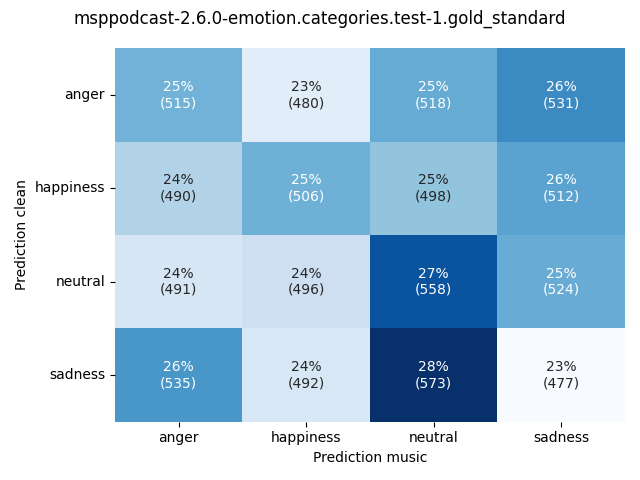 msppodcast-2.6.0-emotion.categories.test-1.gold_standard
Prediction clean
anger
25%
(515)
23%
(480)
25%
(518)
26%
(531)
happiness
24%
(490)
25%
(506)
25%
(498)
26%
(512)
neutral
24%
(491)
24%
(496)
27%
(558)
25%
(524)
sadness
26%
(535)
24%
(492)
28%
(573)
23%
(477)
anger
happiness
neutral
sadness
Prediction music